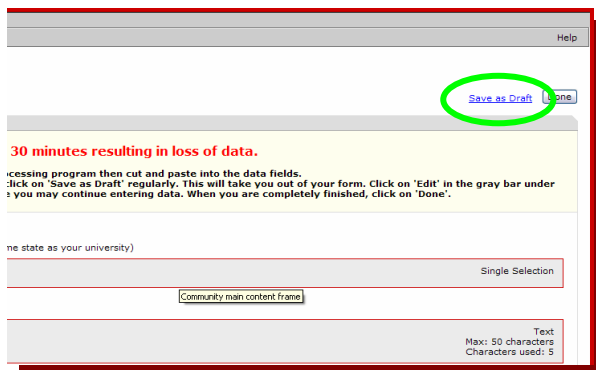 Help
Save as Draft
30 minutes resulting in loss of data.
ocessing program then cut and paste into the data fields.
click on 'Save as Draft' regularly. This will take you out of your form. Click on 'Edit' in the gray bar under
e you may continue entering data. When you are completely finished, click on 'Done'.
me state as your university)
Single Selection
Community main content frame
Text
Max: 50 characters
Characters used: 5